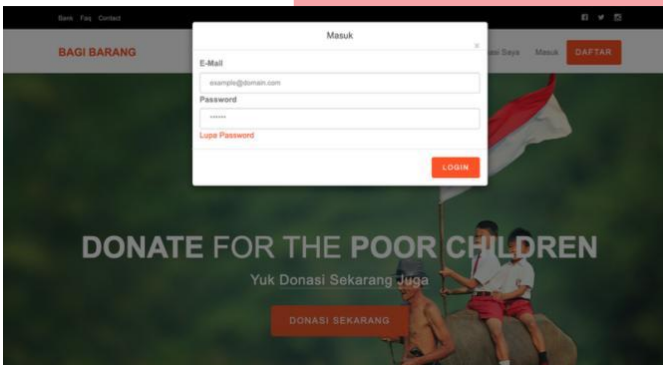 Bank Faq Contact
Masuk
×
BAGI BARANG
Saya Masuk DAFTAR
E-Mail
example@domain.com
Password
Lupa Password
LOGIN
DONATE FOR THE POOR CHILDREN
Yuk Donasi Sekarang Juga
DONASI SEKARANG